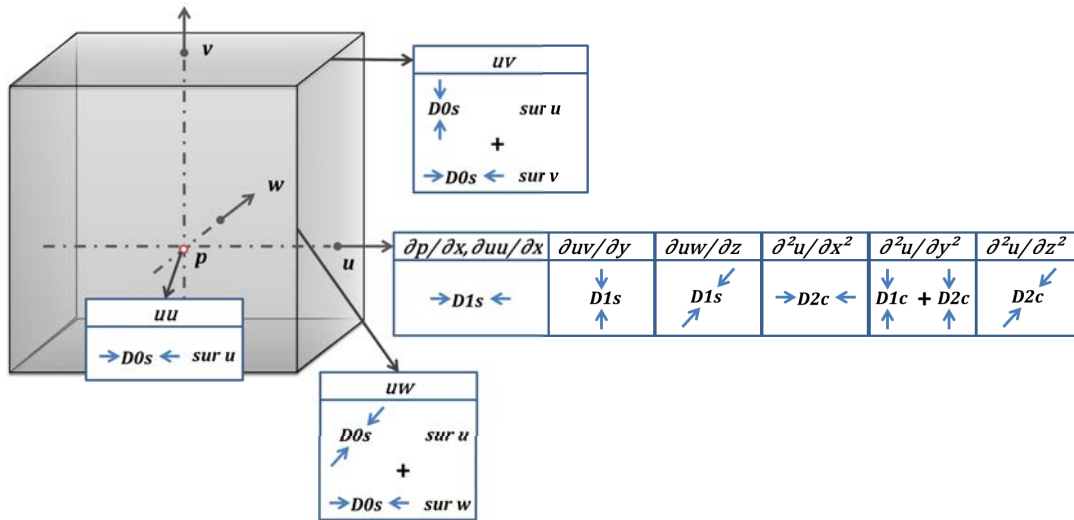 v
uv
D0s sur u
+
D0s sur v
w
p
u
∂p/∂x, ∂uu/∂x ∂uv/∂y ∂uw/∂z ∂²u/∂x² ∂²u/∂y² ∂²u/∂z²
D1s D1s D1s D2c D1c + D2c D2c
uu
D0s sur u
uw
D0s sur u
+
D0s sur w